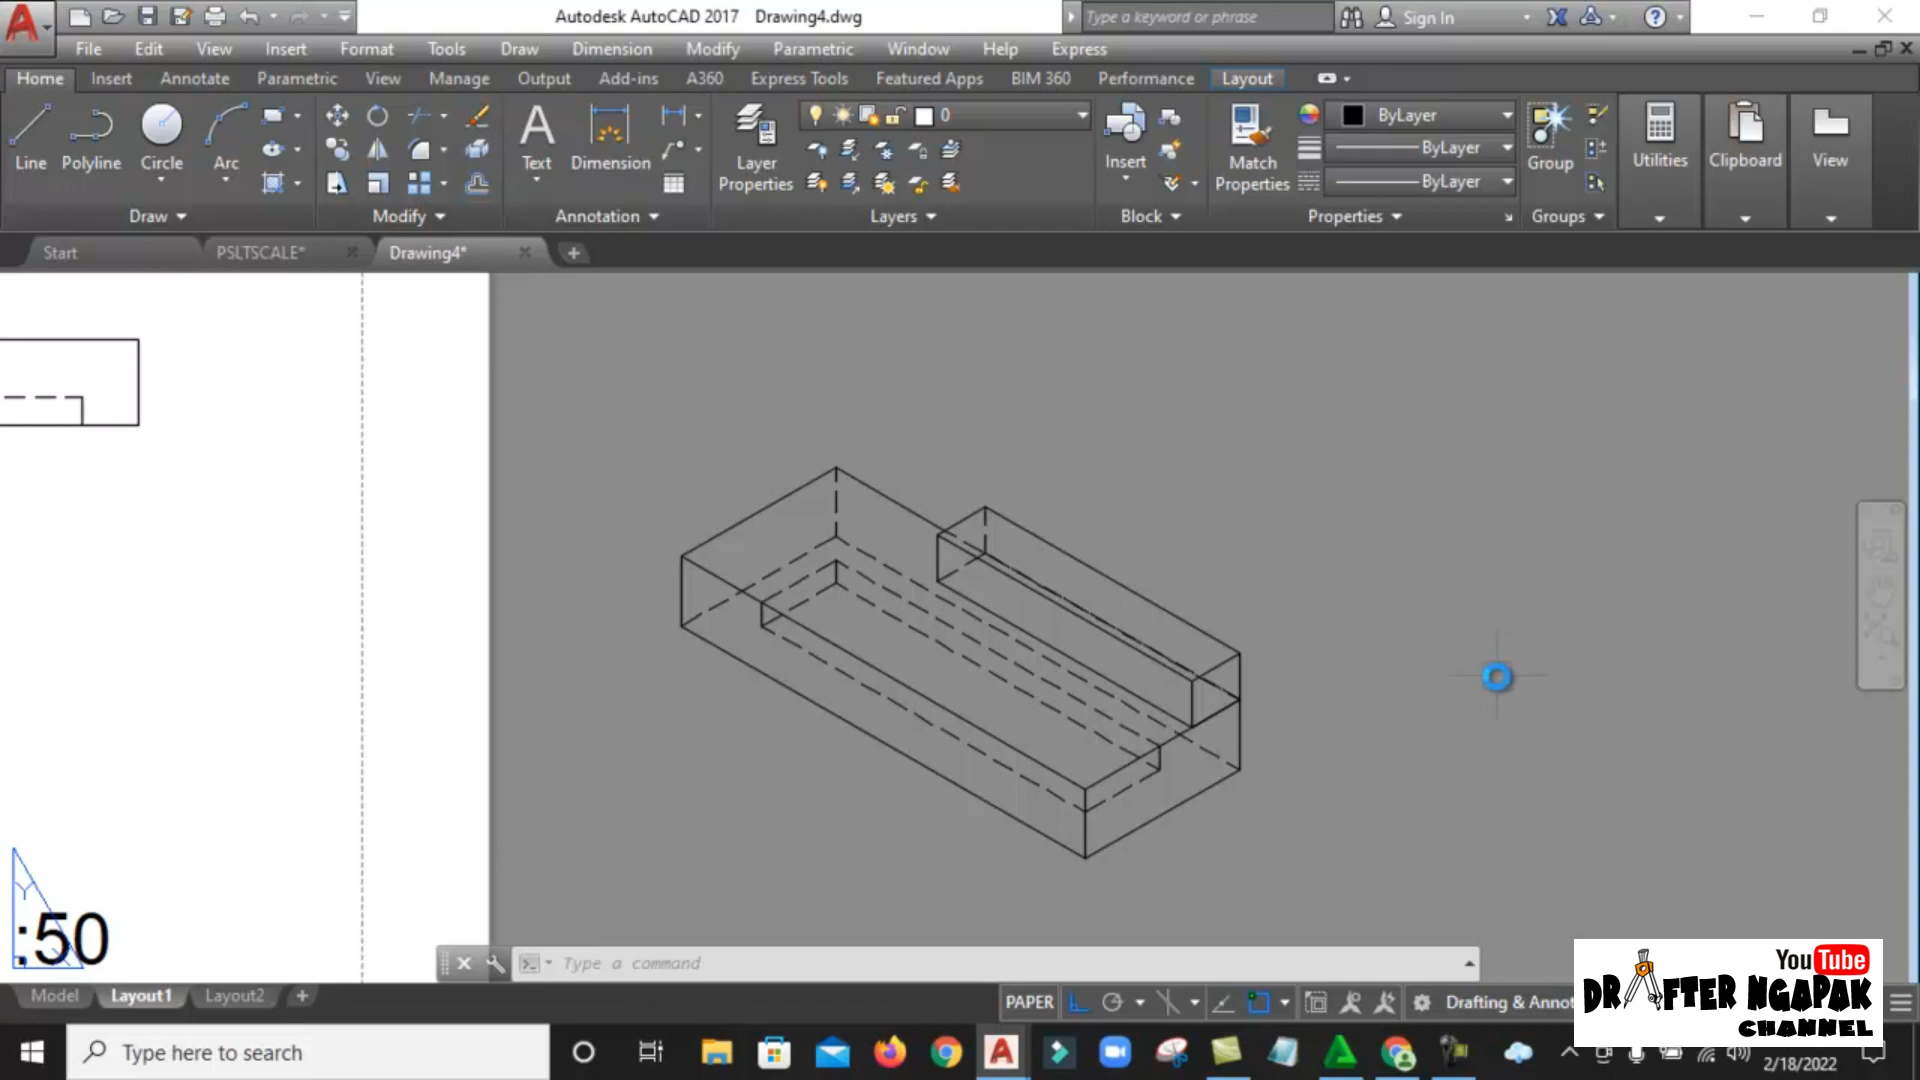 Autodesk AutoCAD 2017 Drawing4.dwg
Type a keyword or phrase
Sign In
File Edit View Insert Format Tools Draw Dimension Modify Parametric Window Help Express
Home Insert Annotate Parametric View Manage Output Add-ins A360 Express Tools Featured Apps BIM 360 Performance Layout
0
ByLayer
Line Polyline Circle Arc
Text Dimension
Layer
Properties
Insert
Match
Properties
ByLayer
ByLayer
Group
Utilities Clipboard View
Draw Modify Annotation Layers Block Properties Groups
Start PSLTSCALE* Drawing4*
:50
Y
Type a command
Model Layout1 Layout2
PAPER
Drafting & Anno
YouTube
DRAFTER NGAPAK
CHANNEL
Type here to search
2/18/2022